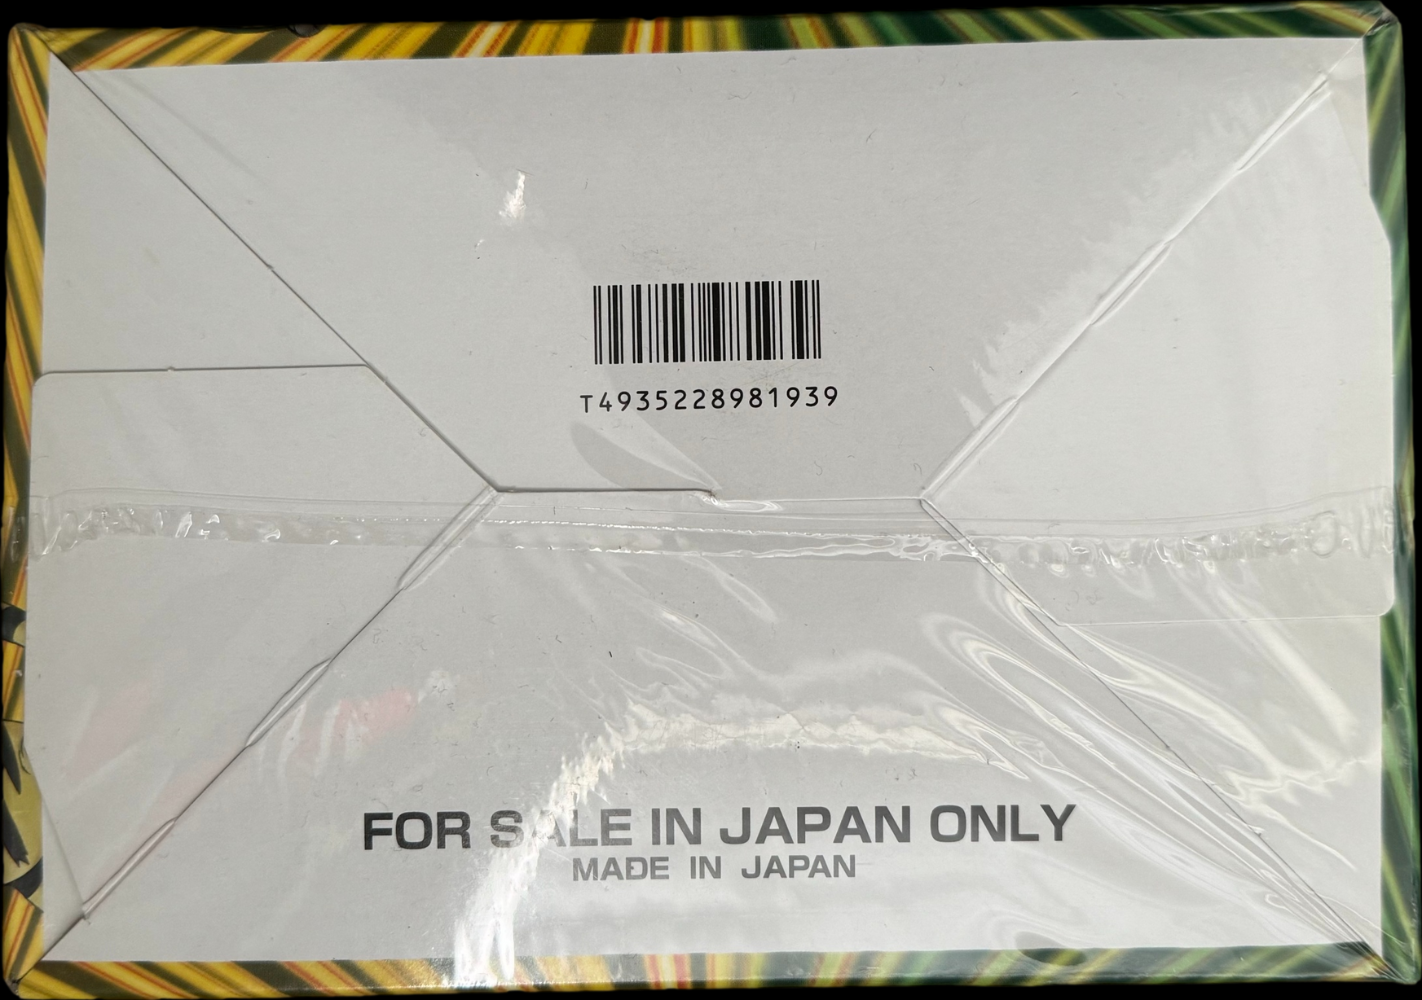 T4935228981939
FOR SALE IN JAPAN ONLY
MADE IN JAPAN